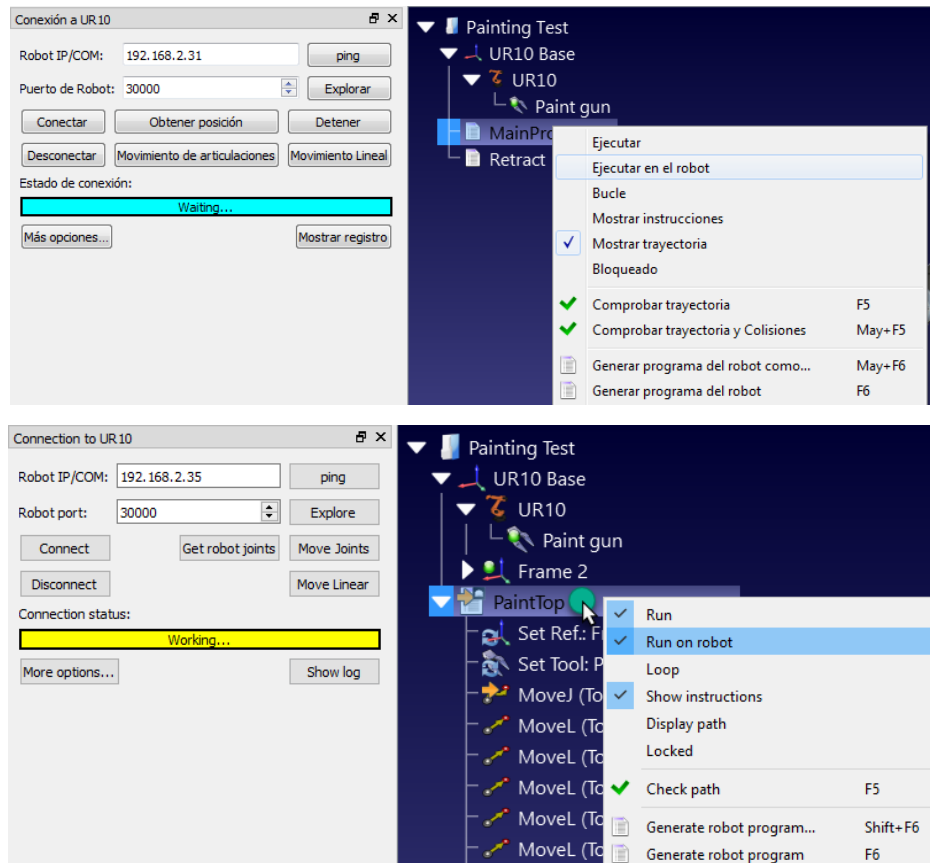 Conexión a UR10
Robot IP/COM: 192.168.2.31 ping
Puerto de Robot: 30000 Explorar
Conectar Obtener posición Detener
Desconectar Movimiento de articulaciones Movimiento Lineal
Estado de conexión:
Waiting...
Más opciones... Mostrar registro
Painting Test
UR10 Base
UR10
Paint gun
MainPro
Retract
Ejecutar
Ejecutar en el robot
Bucle
Mostrar instrucciones
Mostrar trayectoria
Bloqueado
Comprobar trayectoria F5
Comprobar trayectoria y Colisiones May+F5
Generar programa del robot como... May+F6
Generar programa del robot F6
Connection to UR10
Robot IP/COM: 192.168.2.35 ping
Robot port: 30000 Explore
Connect Get robot joints Move Joints
Disconnect Move Linear
Connection status:
Working...
More options... Show log
Painting Test
UR10 Base
UR10
Paint gun
Frame 2
PaintTop
Set Ref.: F
Set Tool: P
MoveJ (To
MoveL (To
MoveL (To
MoveL (To
MoveL (To
MoveL (To
Run
Run on robot
Loop
Show instructions
Display path
Locked
Check path F5
Generate robot program... Shift+F6
Generate robot program F6